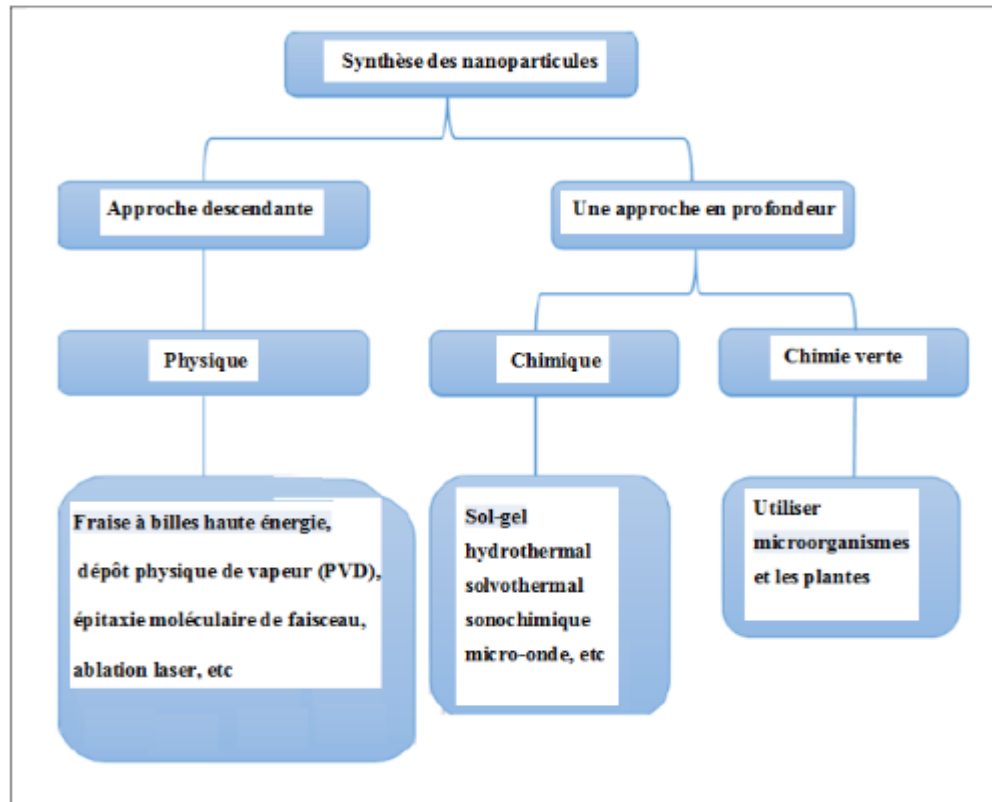 Synthèse des nanoparticules
Approche descendante
Une approche en profondeur
Physique
Chimique
Chimie verte
Fraise à billes haute énergie,
dépôt physique de vapeur (PVD),
épitaxie moléculaire de faisceau,
ablation laser, etc
Sol-gel
hydrothermal
solvothermal
sonochimique
micro-onde, etc
Utiliser
microorganismes
et les plantes